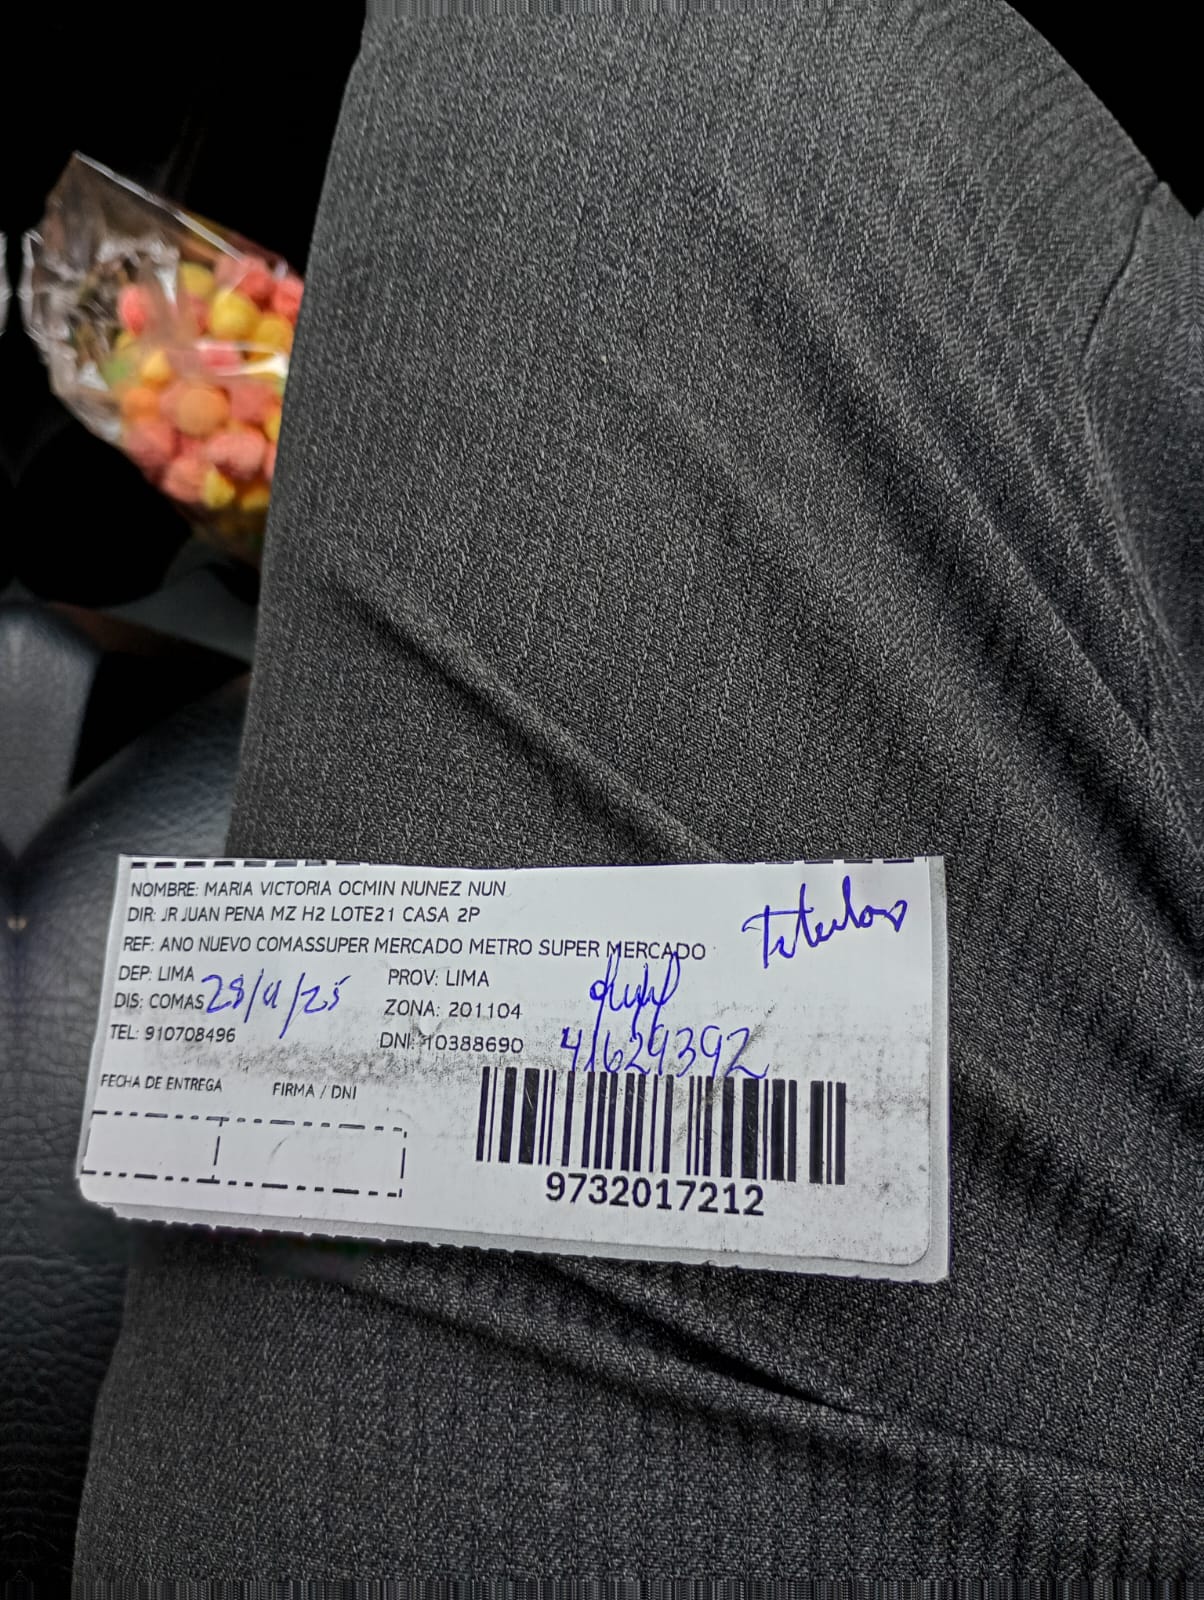 NOMBRE: MARIA VICTORIA OCMIN NUNEZ NUN
DIR: JR JUAN PENA MZ H2 LOTE21 CASA 2P
REF: ANO NUEVO COMASSUPER MERCADO METRO SUPER MERCADO
Titular
DEP: LIMA
PROV: LIMA
DIS: COMAS
28/11/25
ZONA: 201104
TEL: 910708496
DNI: 10388690
41629392
FECHA DE ENTREGA
FIRMA / DNI
9732017212